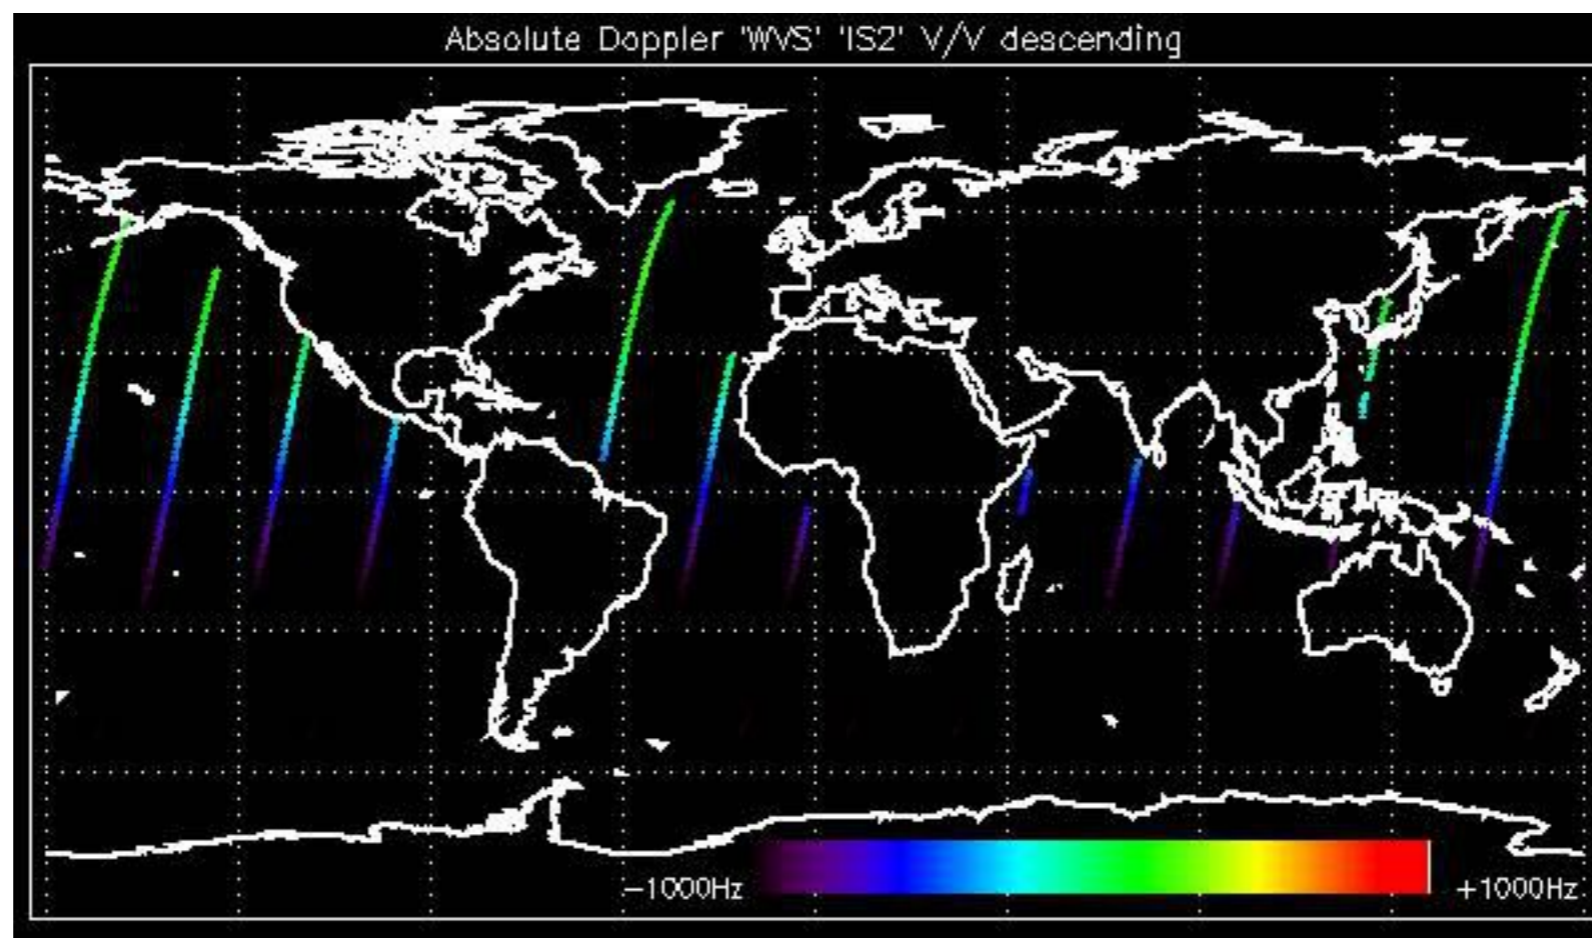 Absolute Doppler 'WVS' 'IS2' V/V descending
-1000Hz +1000Hz